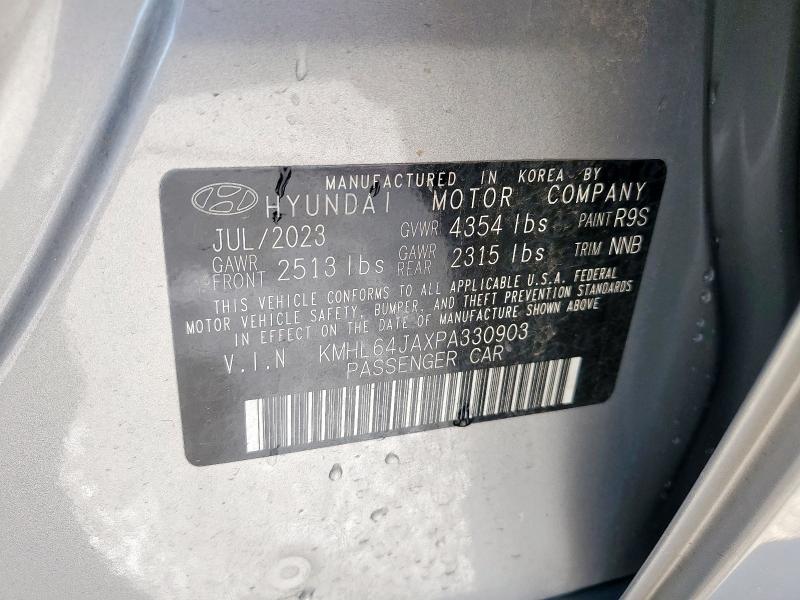 MANUFACTURED IN KOREA BY
HYUNDAI MOTOR COMPANY
JUL/2023 GVWR 4354 lbs PAINT R9S
GAWR FRONT 2513 lbs GAWR REAR 2315 lbs TRIM NNB
THIS VEHICLE CONFORMS TO ALL APPLICABLE U.S.A. FEDERAL
MOTOR VEHICLE SAFETY, BUMPER, AND THEFT PREVENTION STANDARDS
IN EFFECT ON THE DATE OF MANUFACTURE SHOWN ABOVE
V.I.N KMHL64JAXPA330903
PASSENGER CAR